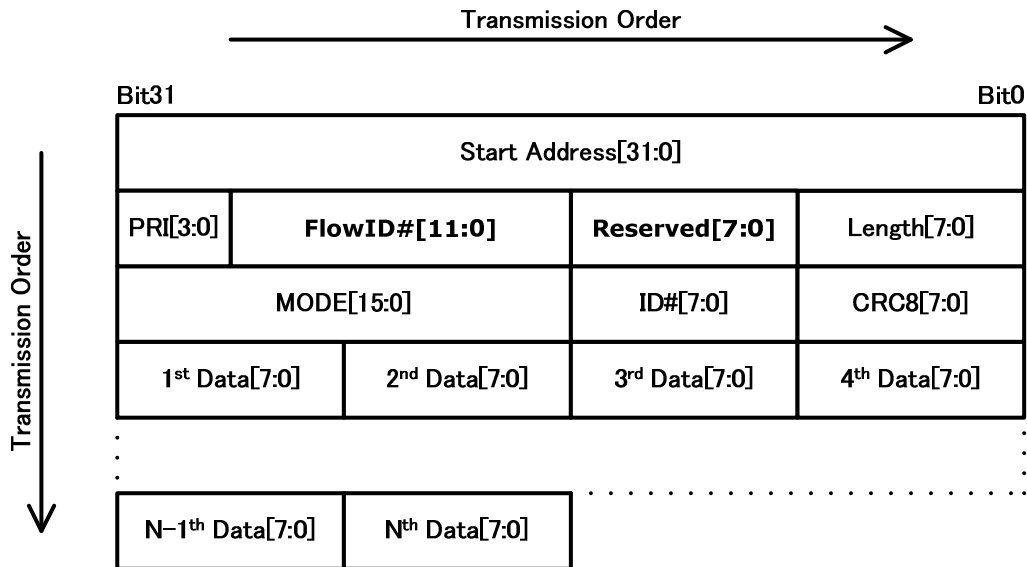 Transmission Order
Bit31 Bit0
Start Address[31:0]
PRI[3:0] FlowID#[11:0] Reserved[7:0] Length[7:0]
MODE[15:0] ID#[7:0] CRC8[7:0]
1st Data[7:0] 2nd Data[7:0] 3rd Data[7:0] 4th Data[7:0]
N-1th Data[7:0] Nth Data[7:0]
Transmission Order